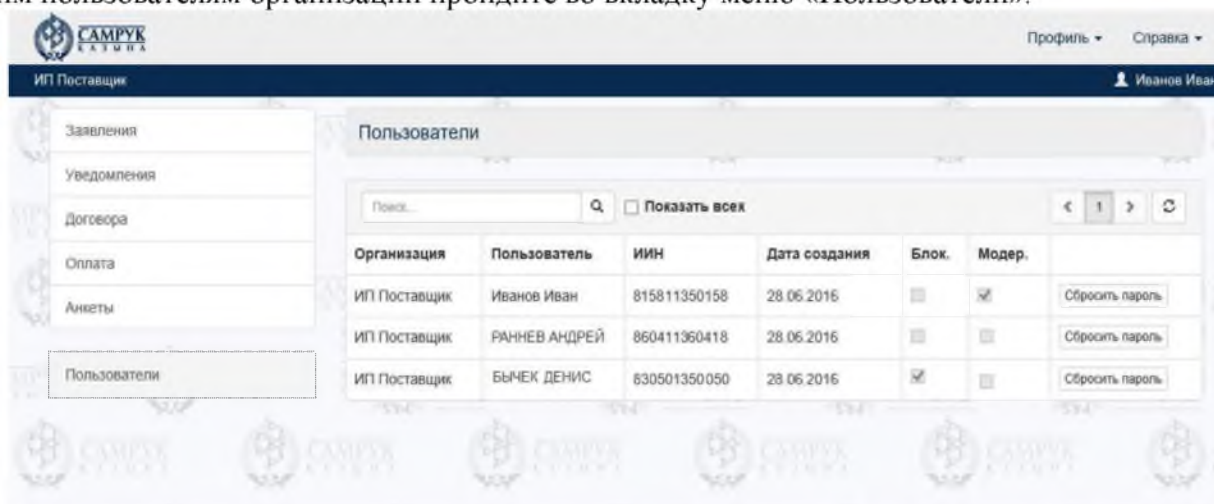 пользователям организации пройдите во вкладку меню «Пользователи».
САМРУК
ҚАЗЫНА
Профиль
Справка
ИП Поставщик
Иванов Иван
Заявления
Пользователи
Уведомления
Договора
Поиск...
Показать всех
1
Оплата
Организация Пользователь ИИН Дата создания Блок. Модер.
Анкеты
ИП Поставщик Иванов Иван 815811350158 28.06.2016 Сбросить пароль
ИП Поставщик РАННЕВ АНДРЕЙ 860411360418 28.06.2016 Сбросить пароль
Пользователи
ИП Поставщик БЫЧЕК ДЕНИС 630501350050 28.06.2016 Сбросить пароль